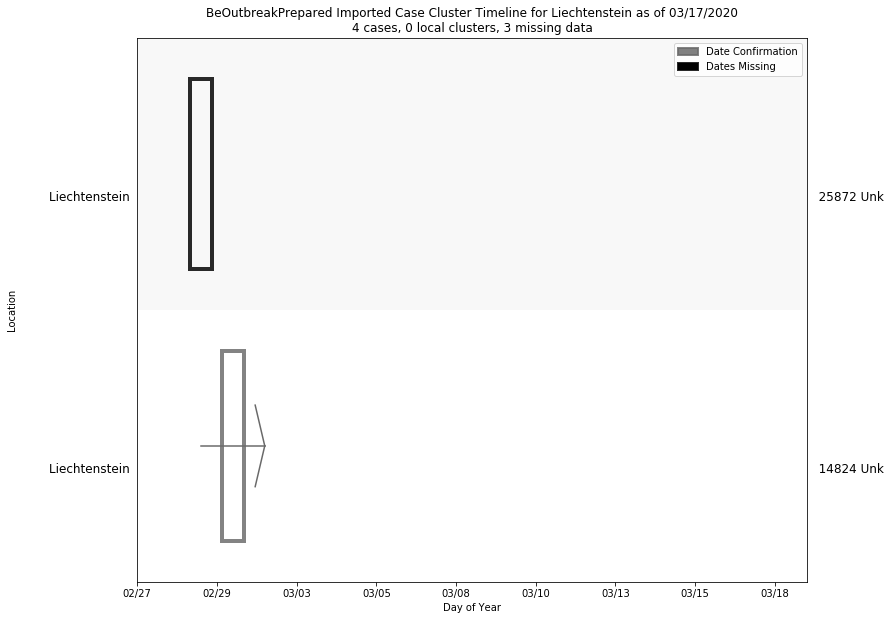 BeOutbreakPrepared Imported Case Cluster Timeline for Liechtenstein as of 03/17/2020
4 cases, 0 local clusters, 3 missing data
Date Confirmation
Dates Missing
Liechtenstein
25872 Unk
Location
Liechtenstein
14824 Unk
02/27 02/29 03/03 03/05 03/08 03/10 03/13 03/15 03/18
Day of Year